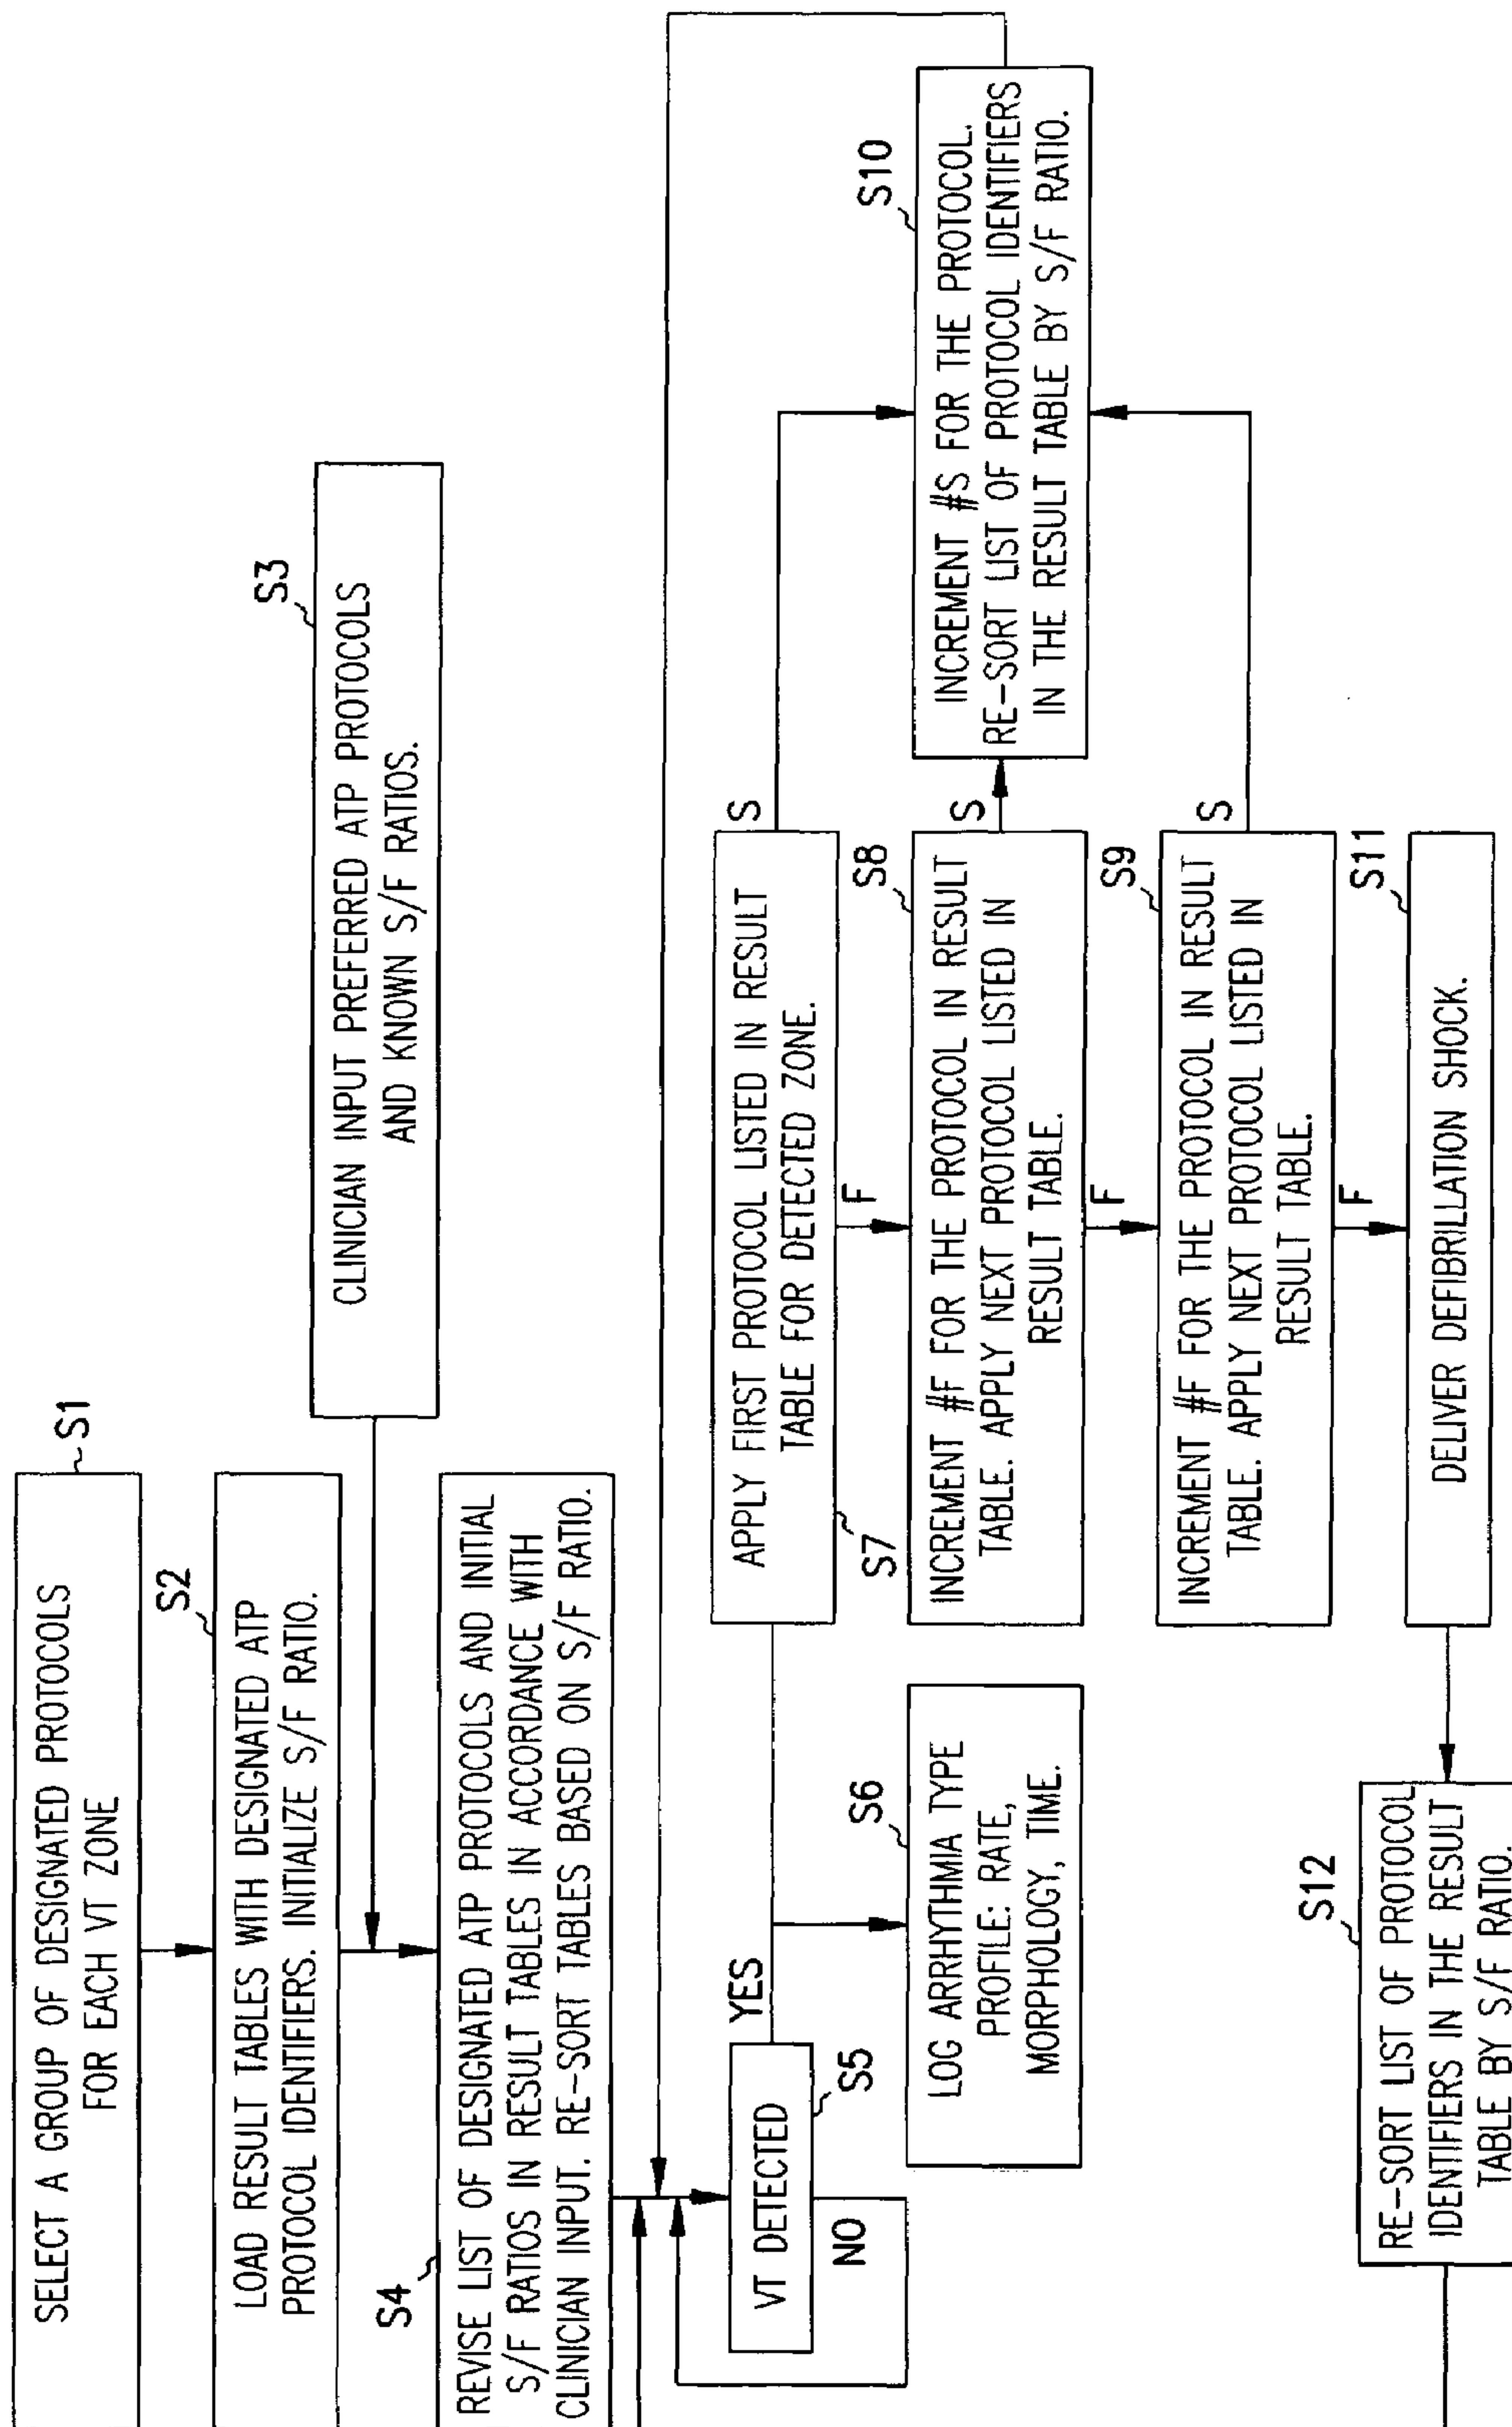 SELECT A GROUP OF DESIGNATED PROTOCOLS
FOR EACH VT ZONE
S1
LOAD RESULT TABLES WITH DESIGNATED ATP
PROTOCOL IDENTIFIERS. INITIALIZE S/F RATIO.
S2
CLINICIAN INPUT PREFERRED ATP PROTOCOLS
AND KNOWN S/F RATIOS.
S3
S4
REVISE LIST OF DESIGNATED ATP PROTOCOLS AND INITIAL
S/F RATIOS IN RESULT TABLES IN ACCORDANCE WITH
CLINICIAN INPUT. RE-SORT TABLES BASED ON S/F RATIO.
VT DETECTED
S5
YES
NO
S6
LOG ARRHYTHMIA TYPE
PROFILE: RATE,
MORPHOLOGY, TIME.
APPLY FIRST PROTOCOL LISTED IN RESULT
TABLE FOR DETECTED ZONE.
S7
S
F
S8
INCREMENT #F FOR THE PROTOCOL IN RESULT
TABLE. APPLY NEXT PROTOCOL LISTED IN
RESULT TABLE.
S
F
S9
INCREMENT #F FOR THE PROTOCOL IN RESULT
TABLE. APPLY NEXT PROTOCOL LISTED IN
RESULT TABLE.
S
F
S10
INCREMENT #S FOR THE PROTOCOL.
RE-SORT LIST OF PROTOCOL IDENTIFIERS
IN THE RESULT TABLE BY S/F RATIO.
S11
DELIVER DEFIBRILLATION SHOCK.
S12
RE-SORT LIST OF PROTOCOL
IDENTIFIERS IN THE RESULT
TABLE BY S/F RATIO.